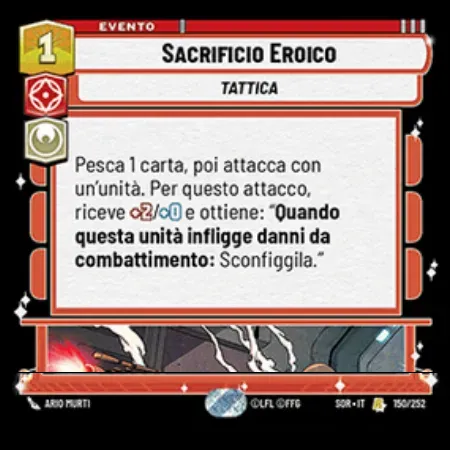 EVENTO
1
SACRIFICIO EROICO
TATTICA
Pesca 1 carta, poi attacca con
un'unità. Per questo attacco,
riceve +2/+0 e ottiene: “Quando
questa unità infligge danni da
combattimento: Sconfiggila.”
ARIO MURTI
©LFL ©FFG
SOR•IT
150/252